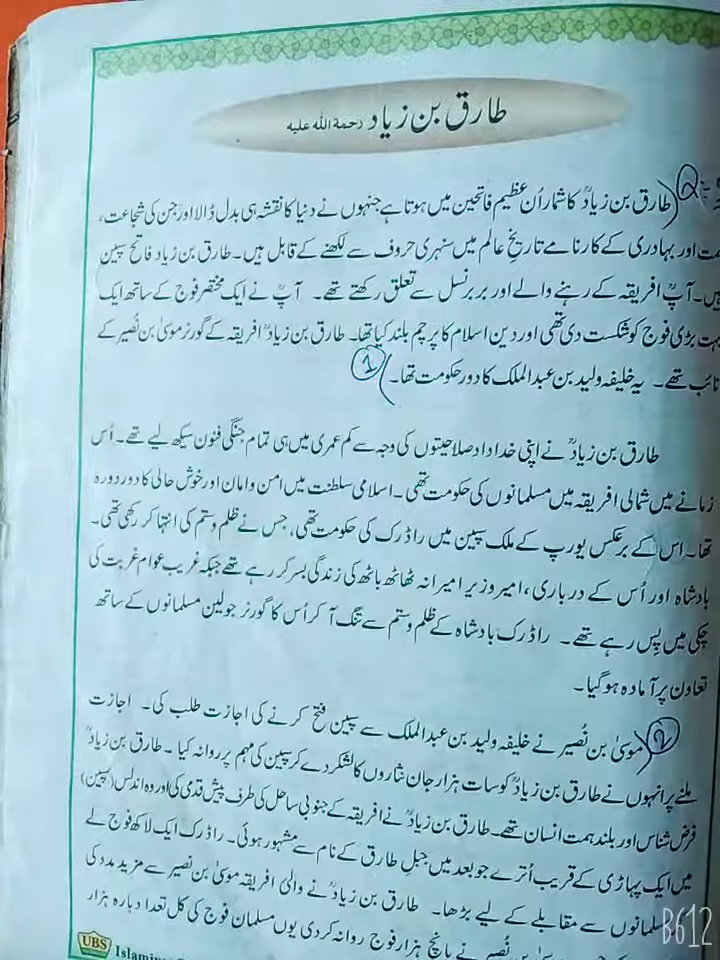 طارق بن زیاد رحمۃ اللہ علیہ
طارق بن زیادؒ کا شمار اُن عظیم فاتحین میں ہوتا ہے جنہوں نے دنیا کا نقشہ ہی بدل ڈالا اور جن کی شجاعت،
اور بہادری کے کارنامے تاریخِ عالم میں سنہری حروف سے لکھنے کے قابل ہیں۔ طارق بن زیاد فاتح سپین
ہیں۔ آپؒ افریقہ کے رہنے والے اور بربر نسل سے تعلق رکھتے تھے۔ آپؒ نے ایک مختصر فوج کے ساتھ ایک
بہت بڑی فوج کو شکست دی تھی اور دین اسلام کا پرچم بلند کیا تھا۔ طارق بن زیادؒ افریقہ کے گورنر موسیٰ بن نُصیر کے
نائب تھے۔ یہ خلیفہ ولید بن عبدالملک کا دور حکومت تھا۔ 1
طارق بن زیادؒ نے اپنی خداداد صلاحیتوں کی وجہ سے کم عمری میں ہی تمام جنگی فنون سیکھ لیے تھے۔ اُس
زمانے میں شمالی افریقہ میں مسلمانوں کی حکومت تھی۔ اسلامی سلطنت میں امن و امان اور خوش حالی کا دور دورہ
تھا۔ اس کے برعکس یورپ کے ملک سپین میں راڈرک کی حکومت تھی، جس نے ظلم و ستم کی انتہا کر رکھی تھی۔
بادشاہ اور اُس کے درباری، امیر وزیر امیرانہ ٹھاٹھ باٹھ کی زندگی بسر کر رہے تھے جبکہ غریب عوام غربت کی
چکی میں پِس رہے تھے۔ راڈرک بادشاہ کے ظلم و ستم سے تنگ آ کر اُس کا گورنر جولین مسلمانوں کے ساتھ
تعاون پر آمادہ ہو گیا۔
2 موسیٰ بن نُصیر نے خلیفہ ولید بن عبدالملک سے سپین فتح کرنے کی اجازت طلب کی۔ اجازت
ملنے پر انہوں نے طارق بن زیادؒ کو سات ہزار جان نثاروں کا لشکر دے کر سپین کی مہم پر روانہ کیا۔ طارق بن زیادؒ
فرض شناس اور بلند ہمت انسان تھے۔ طارق بن زیادؒ نے افریقہ کے جنوبی ساحل کی طرف پیش قدمی کی اور وہ اندلس (سپین)
میں ایک پہاڑی کے قریب اُترے جو بعد میں جبلِ طارق کے نام سے مشہور ہوئی۔ راڈرک ایک لاکھ فوج لے
مسلمانوں سے مقابلے کے لیے بڑھا۔ طارق بن زیادؒ نے والئ افریقہ موسیٰ بن نصیر سے مزید مدد کی
بن نُصیر نے پانچ ہزار فوج روانہ کر دی یوں مسلمان فوج کی کل تعداد بارہ ہزار
UBS
B612